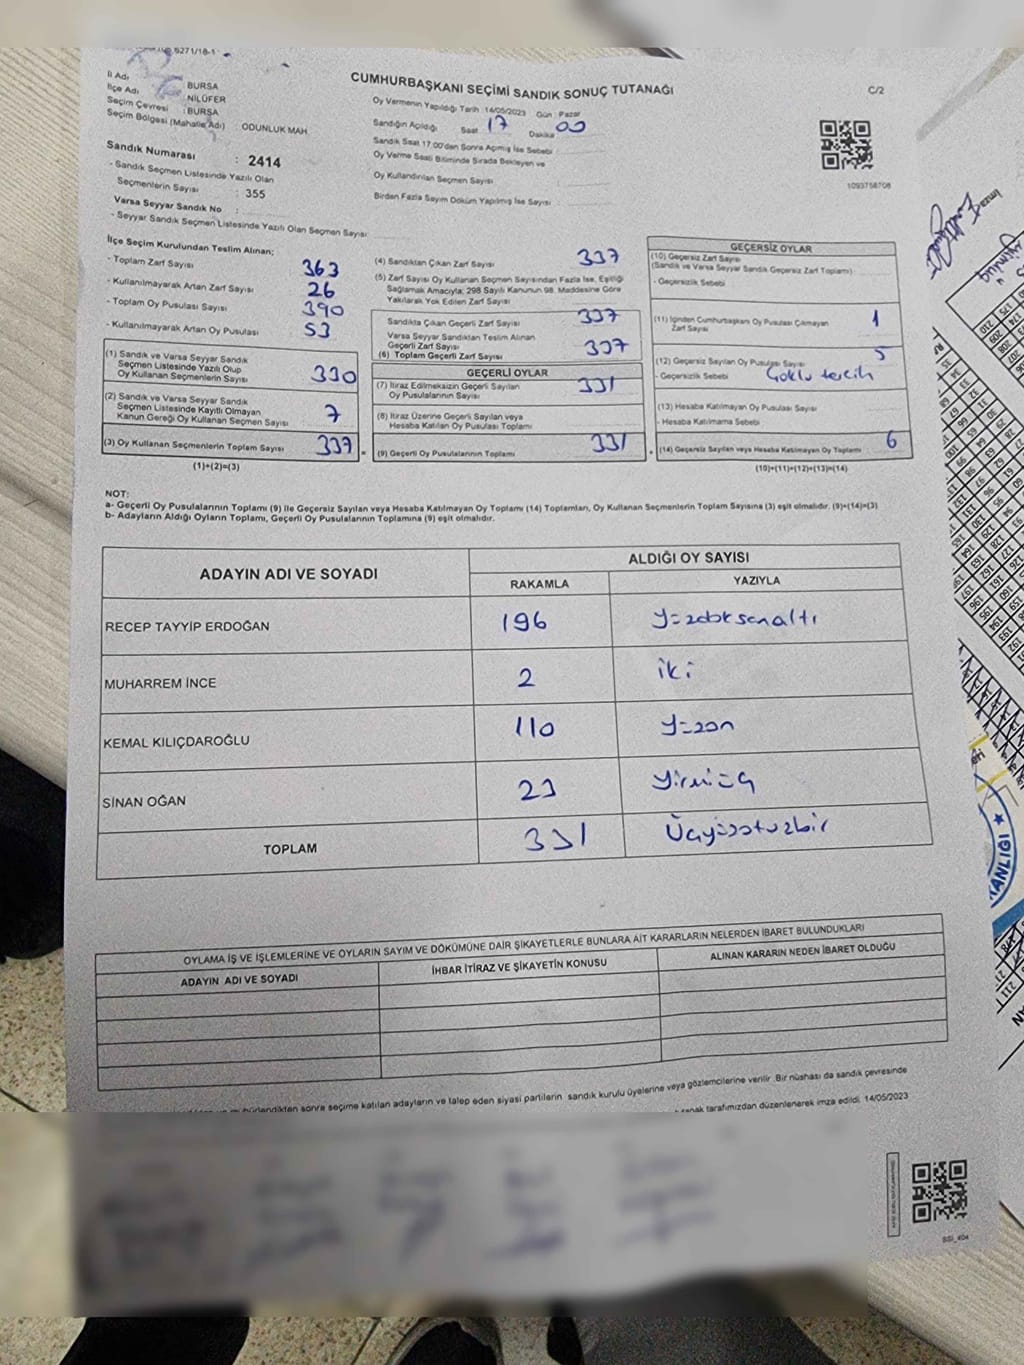 6271/18-1
CUMHURBAŞKANI SEÇİMİ SANDIK SONUÇ TUTANAĞI
C/2
İl Adı : BURSA
İlçe Adı : NİLÜFER
Seçim Çevresi : BURSA
Seçim Bölgesi (Mahalle Adı) : ODUNLUK MAH.
Sandık Numarası : 2414
- Sandık Seçmen Listesinde Yazılı Olan
Seçmenlerin Sayısı : 355
Varsa Seyyar Sandık No :
- Seyyar Sandık Seçmen Listesinde Yazılı Olan Seçmen Sayısı:
Oy Vermenin Yapıldığı Tarih 14/05/2023 Gün : Pazar
Sandığın Açıldığı Saat 17 Dakika 00
Sandık Saat 17:00'den Sonra Açmış İse Sebebi
Oy Verme Saati Bitiminde Sırada Bekleyen ve
Oy Kullandırılan Seçmen Sayısı
Birden Fazla Sayım Döküm Yapılmış İse Sayısı
1093758708
İlçe Seçim Kurulundan Teslim Alınan;
- Toplam Zarf Sayısı 363
- Kullanılmayarak Artan Zarf Sayısı 26
- Toplam Oy Pusulası Sayısı 390
- Kullanılmayarak Artan Oy Pusulası 53
(1) Sandık ve Varsa Seyyar Sandık
Seçmen Listesinde Yazılı Olup
Oy Kullanan Seçmenlerin Sayısı 330
(2) Sandık ve Varsa Seyyar Sandık
Seçmen Listesinde Kayıtlı Olmayan
Kanun Gereği Oy Kullanan Seçmen Sayısı 7
(3) Oy Kullanan Seçmenlerin Toplam Sayısı 337
(1)+(2)=(3)
(4) Sandıktan Çıkan Zarf Sayısı 337
(5) Zarf Sayısı Oy Kullanan Seçmen Sayısından Fazla İse, Eşitliği
Sağlamak Amacıyla; 298 Sayılı Kanunun 98. Maddesine Göre
Yakılarak Yok Edilen Zarf Sayısı
Sandıkta Çıkan Geçerli Zarf Sayısı 337
Varsa Seyyar Sandıktan Teslim Alınan
Geçerli Zarf Sayısı
(6) Toplam Geçerli Zarf Sayısı 337
GEÇERLİ OYLAR
(7) İtiraz Edilmeksizin Geçerli Sayılan
Oy Pusulalarının Sayısı 331
(8) İtiraz Üzerine Geçerli Sayılan veya
Hesaba Katılan Oy Pusulası Toplamı
(9) Geçerli Oy Pusulalarının Toplamı 331
GEÇERSİZ OYLAR
(10) Geçersiz Zarf Sayısı
(Sandık ve Varsa Seyyar Sandık Geçersiz Zarf Toplamı)
- Geçersizlik Sebebi
(11) İçinden Cumhurbaşkanı Oy Pusulası Çıkmayan
Zarf Sayısı 1
(12) Geçersiz Sayılan Oy Pusulası Sayısı 5
- Geçersizlik Sebebi Çoklu tercih
(13) Hesaba Katılmayan Oy Pusulası Sayısı
- Hesaba Katılmama Sebebi
(14) Geçersiz Sayılan veya Hesaba Katılmayan Oy Toplamı 6
(10)+(11)+(12)+(13)=(14)
NOT:
a- Geçerli Oy Pusulalarının Toplamı (9) ile Geçersiz Sayılan veya Hesaba Katılmayan Oy Toplamı (14) Toplamları, Oy Kullanan Seçmenlerin Toplam Sayısına (3) eşit olmalıdır. (9)+(14)=(3)
b- Adayların Aldığı Oyların Toplamı, Geçerli Oy Pusulalarının Toplamına (9) eşit olmalıdır.
ADAYIN ADI VE SOYADI
ALDIĞI OY SAYISI
RAKAMLA YAZIYLA
RECEP TAYYİP ERDOĞAN 196 yüzdoksanaltı
MUHARREM İNCE 2 iki
KEMAL KILIÇDAROĞLU 110 yüzon
SİNAN OĞAN 23 yirmiüç
TOPLAM 331 Üçyüzotuzbir
OYLAMA İŞ VE İŞLEMLERİNE VE OYLARIN SAYIM VE DÖKÜMÜNE DAİR ŞİKAYETLERLE BUNLARA AİT KARARLARIN NELERDEN İBARET BULUNDUKLARI
ADAYIN ADI VE SOYADI İHBAR İTİRAZ VE ŞİKAYETİN KONUSU ALINAN KARARIN NEDEN İBARET OLDUĞU
sonra seçime katılan adayların ve talep eden siyasi partilerin sandık kurulu üyelerine veya gözlemcilerine verilir. Bir nüshası da sandık çevresinde
tarafımızdan düzenlenerek imza edildi. 14/05/2023
SSİ_404